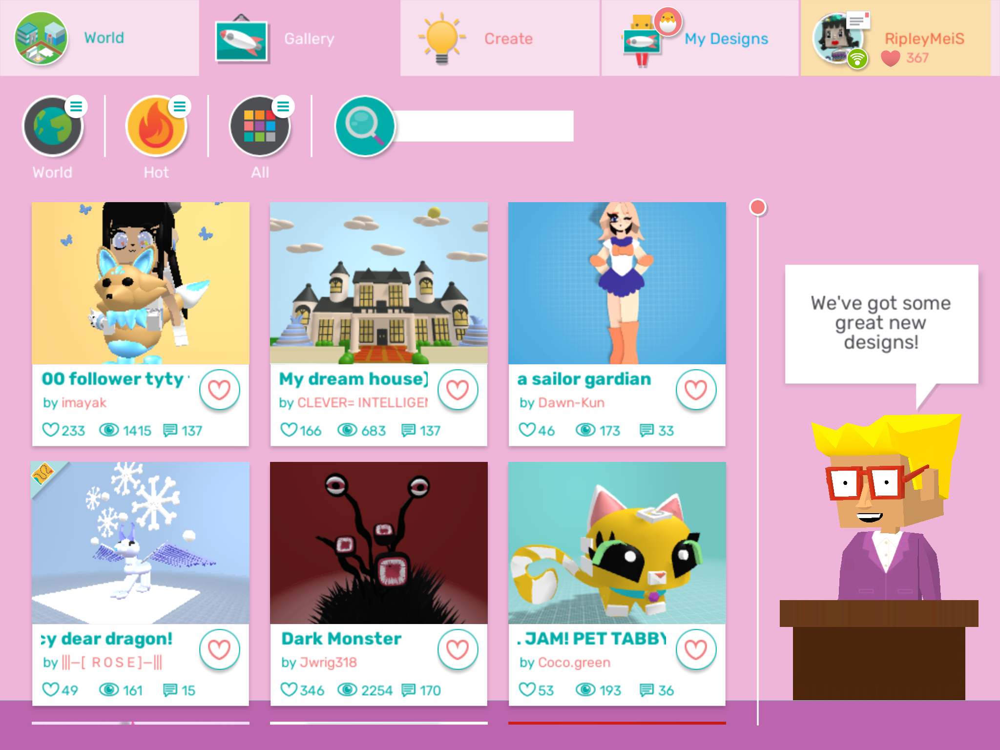 World
Gallery
Create
My Designs
RipleyMeiS
367
World
Hot
All
We've got some
great new
designs!
00 follower tyty
by imayak
233 1415 137
My dream house)
by CLEVER= INTELLIGEN
166 683 137
a sailor gardian
by Dawn-Kun
46 173 33
cy dear dragon!
by |||—[ R O S E ]—|||
49 161 15
Dark Monster
by Jwrig318
346 2254 170
. JAM! PET TABBY
by Coco.green
53 193 36